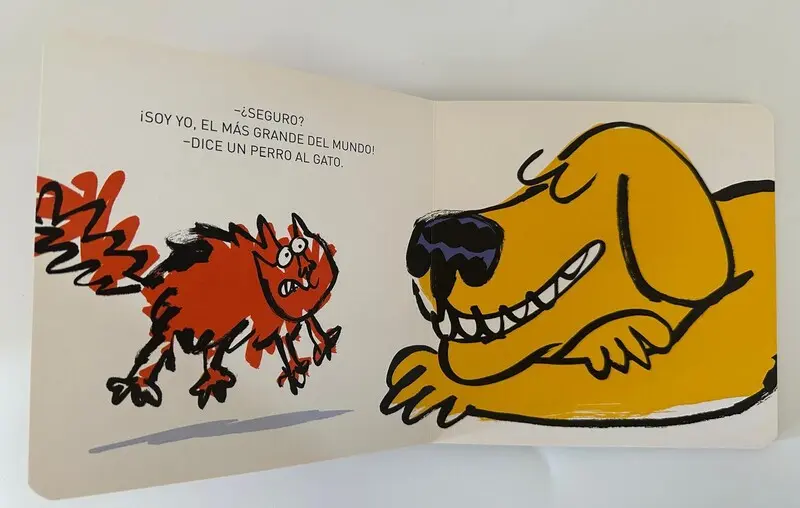 –¿SEGURO?
¡SOY YO, EL MÁS GRANDE DEL MUNDO!
–DICE UN PERRO AL GATO.